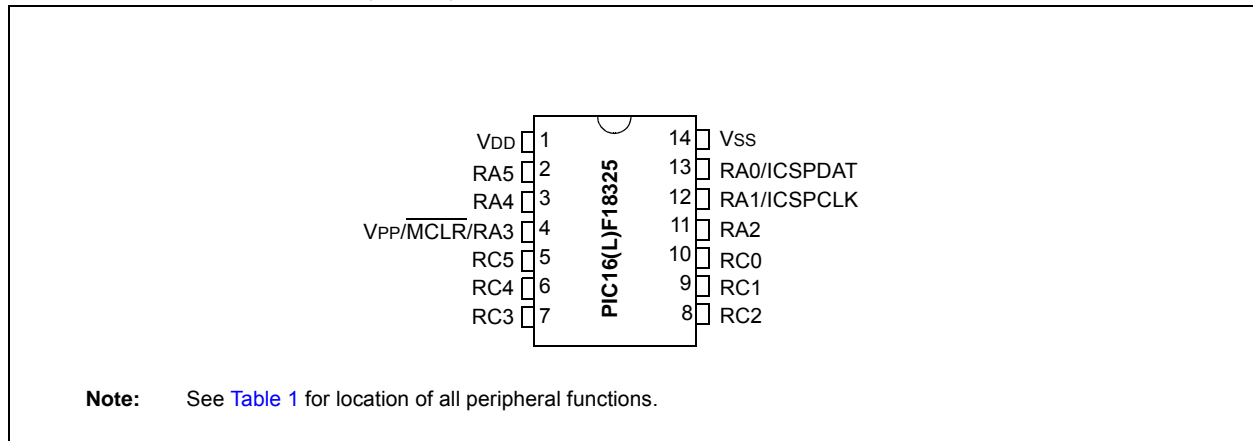 VDD 1 14 VSS
RA5 2 13 RA0/ICSPDAT
RA4 3 12 RA1/ICSPCLK
VPP/MCLR/RA3 4 11 RA2
RC5 5 10 RC0
RC4 6 9 RC1
RC3 7 8 RC2
PIC16(L)F18325
Note: See Table 1 for location of all peripheral functions.